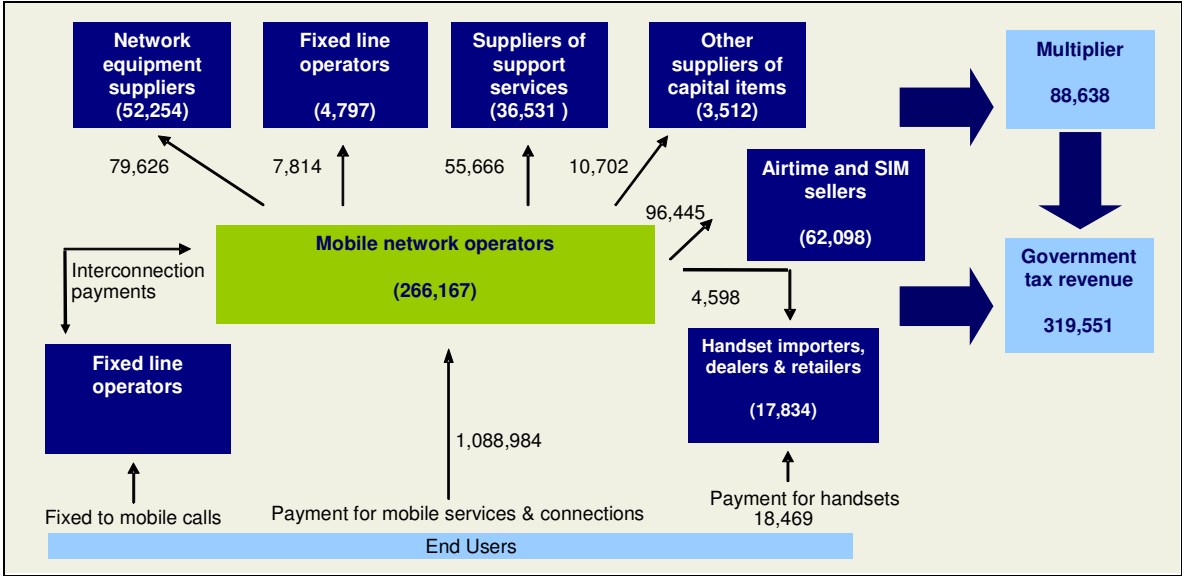 Network
equipment
suppliers
(52,254)
Fixed line
operators
(4,797)
Suppliers of
support
services
(36,531 )
Other
suppliers of
capital items
(3,512)
Multiplier
88,638
79,626
7,814
55,666
10,702
Airtime and SIM
sellers
(62,098)
96,445
Mobile network operators
(266,167)
Interconnection
payments
4,598
Government
tax revenue
319,551
Fixed line
operators
Handset importers,
dealers & retailers
(17,834)
1,088,984
Fixed to mobile calls
Payment for mobile services & connections
Payment for handsets
18,469
End Users